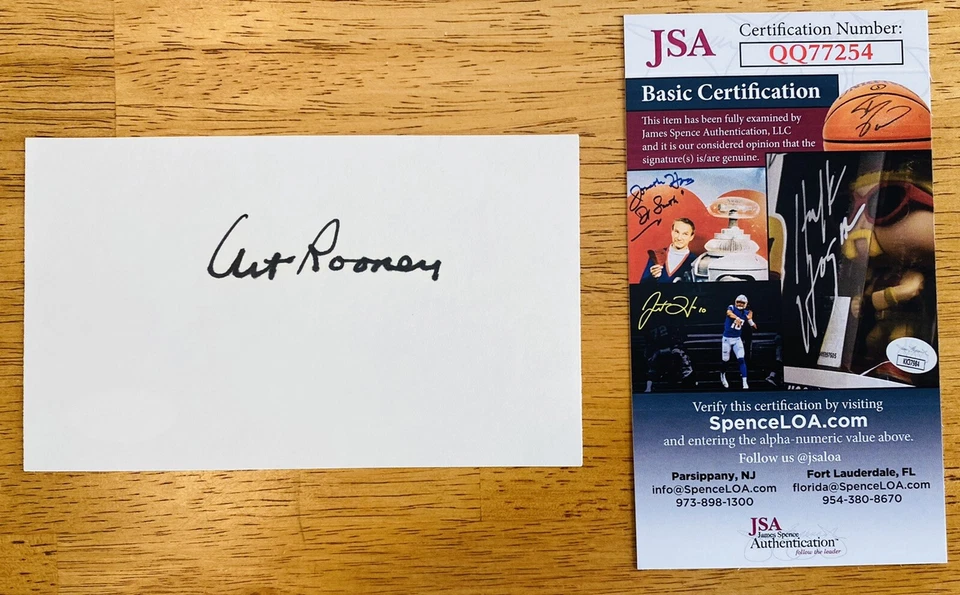 Art Rooney
JSA
Certification Number:
QQ77254
Basic Certification
This item has been fully examined by
James Spence Authentication, LLC
and it is our considered opinion that the
signature(s) is/are genuine.
Hulk
Hogan
Verify this certification by visiting
SpenceLOA.com
and entering the alpha-numeric value above.
Follow us @jsaloa
Parsippany, NJ
info@SpenceLOA.com
973-898-1300
Fort Lauderdale, FL
florida@SpenceLOA.com
954-380-8670
JSA
James Spence
Authentication
follow the leader